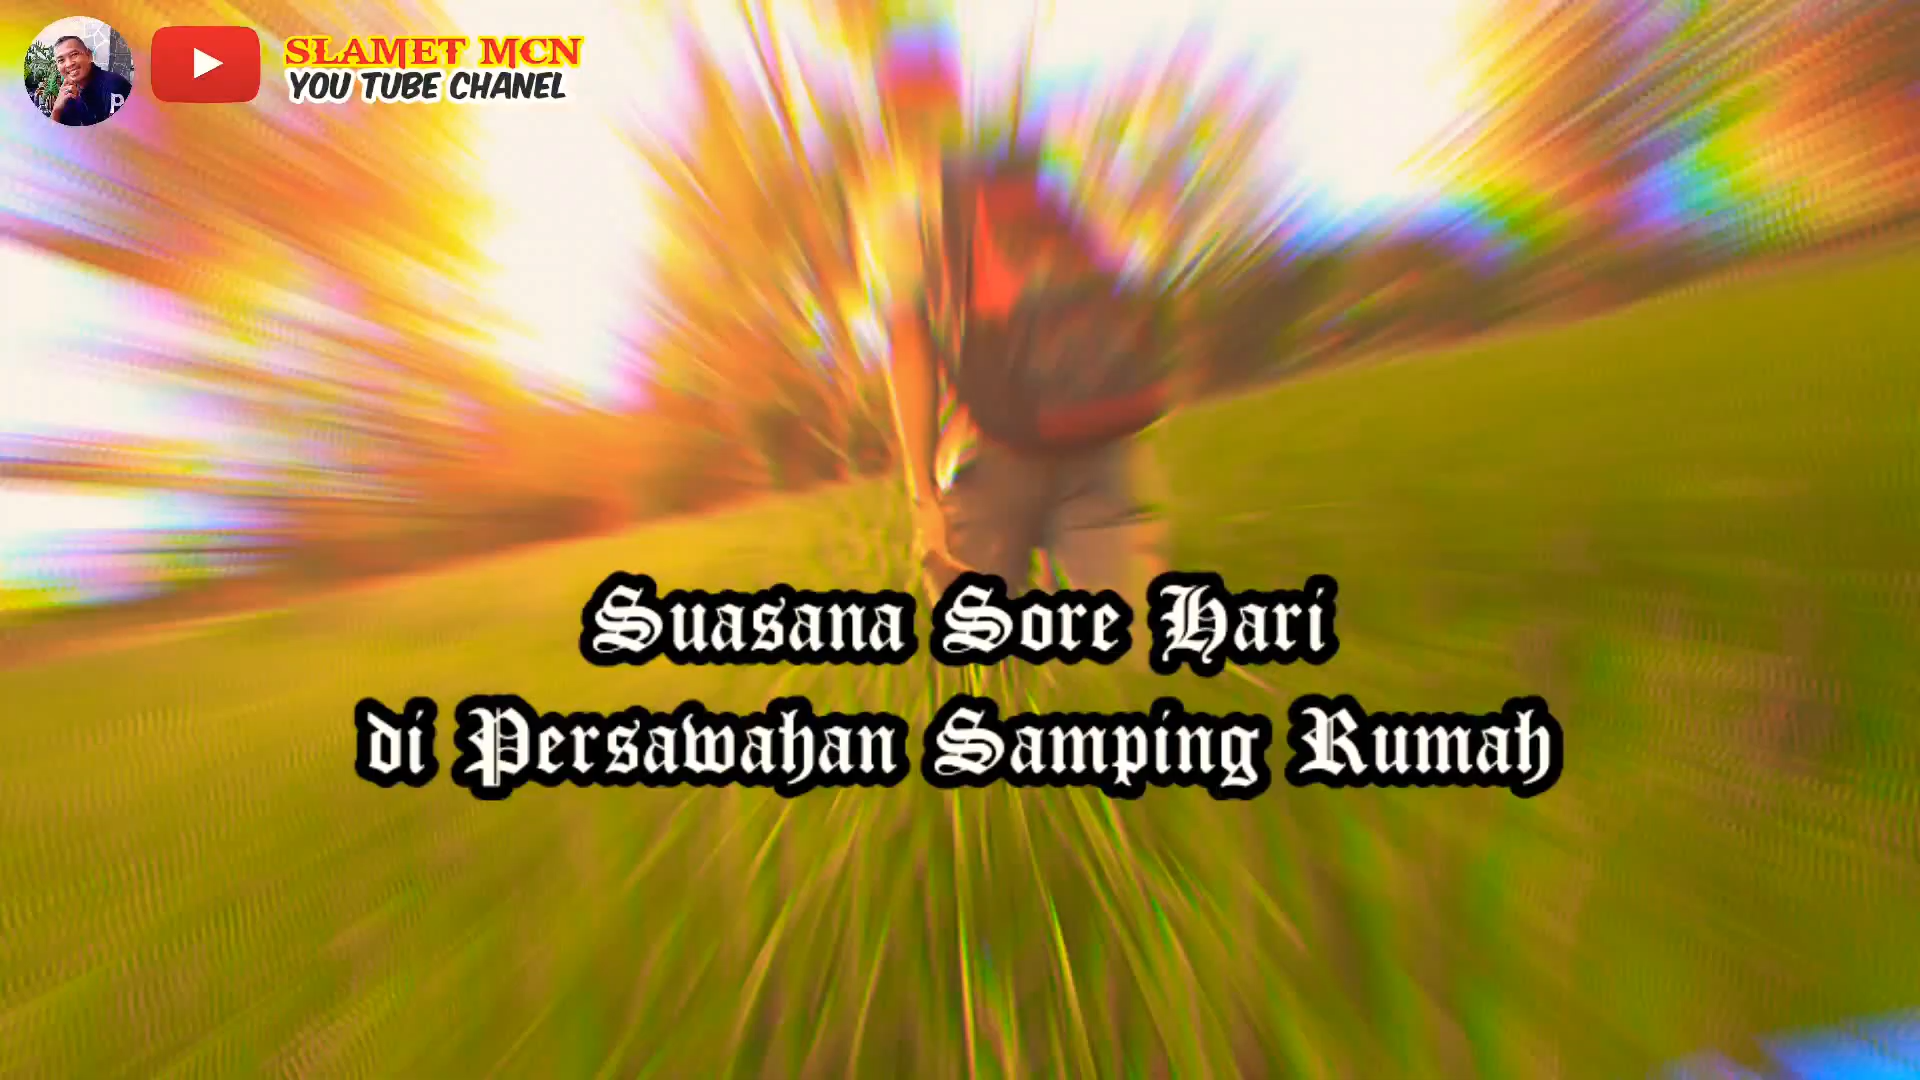 SLAMET MCN
YOU TUBE CHANEL
P
Suasana Sore Hari
di Persawahan Samping Rumah